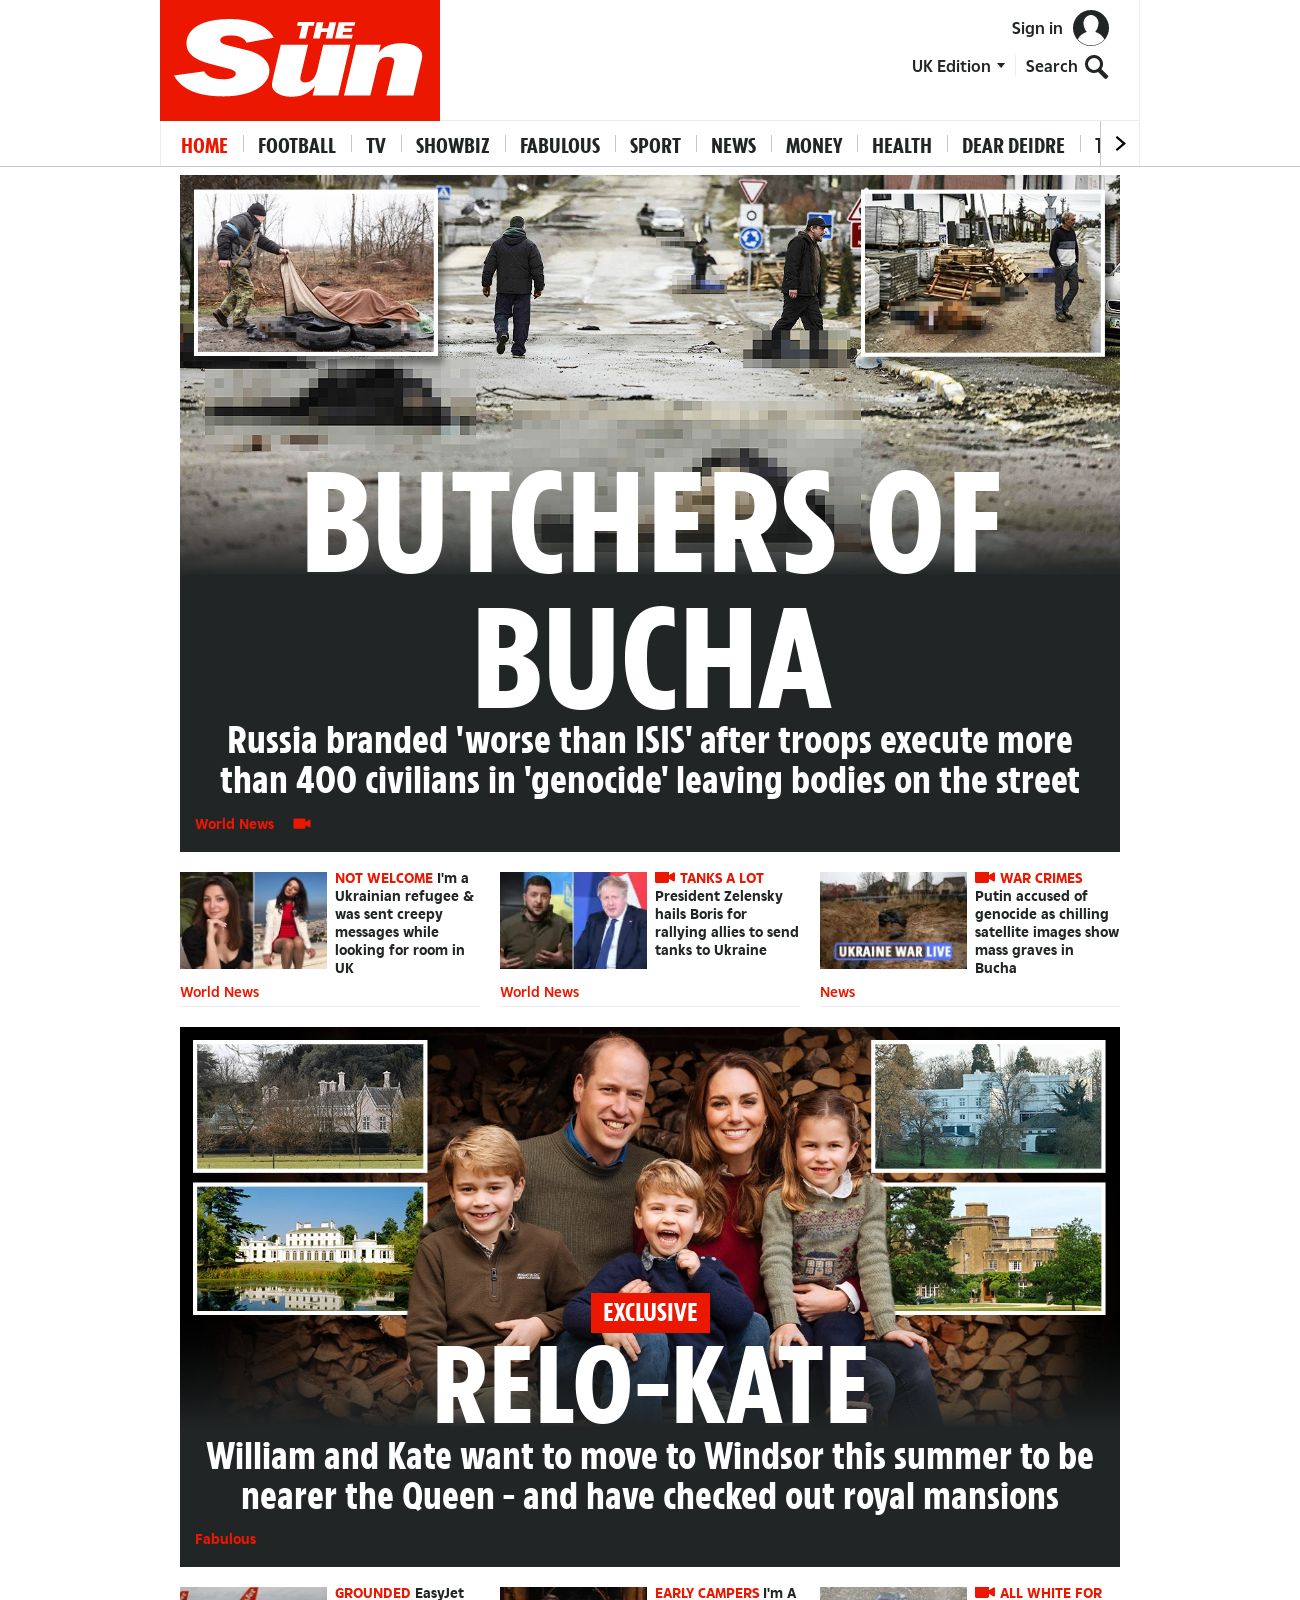 THE
Sun
Sign in
UK Edition
Search
HOME
FOOTBALL
TV
SHOWBIZ
FABULOUS
SPORT
NEWS
MONEY
HEALTH
DEAR DEIDRE
BUTCHERS OF
BUCHA
Russia branded 'worse than ISIS' after troops execute more
than 400 civilians in 'genocide' leaving bodies on the street
World News
NOT WELCOME I'm a
Ukrainian refugee &
was sent creepy
messages while
looking for room in
UK
World News
TANKS A LOT
President Zelensky
hails Boris for
rallying allies to send
tanks to Ukraine
World News
UKRAINE WAR LIVE
WAR CRIMES
Putin accused of
genocide as chilling
satellite images show
mass graves in
Bucha
News
EXCLUSIVE
RELO-KATE
William and Kate want to move to Windsor this summer to be
nearer the Queen - and have checked out royal mansions
Fabulous
GROUNDED EasyJet
EARLY CAMPERS I'm A
ALL WHITE FOR